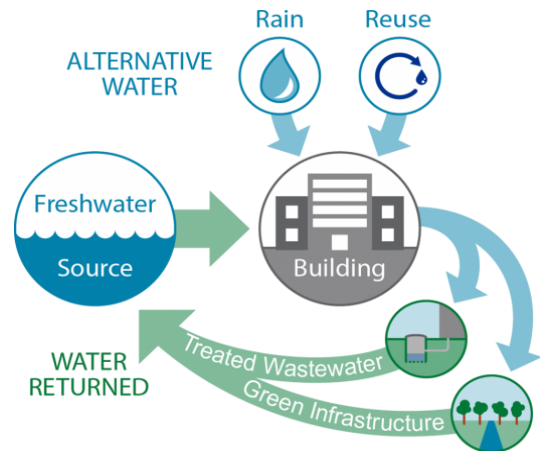 Rain
Reuse
ALTERNATIVE
WATER
Freshwater
Source
Building
Treated Wastewater
Green Infrastructure
WATER
RETURNED